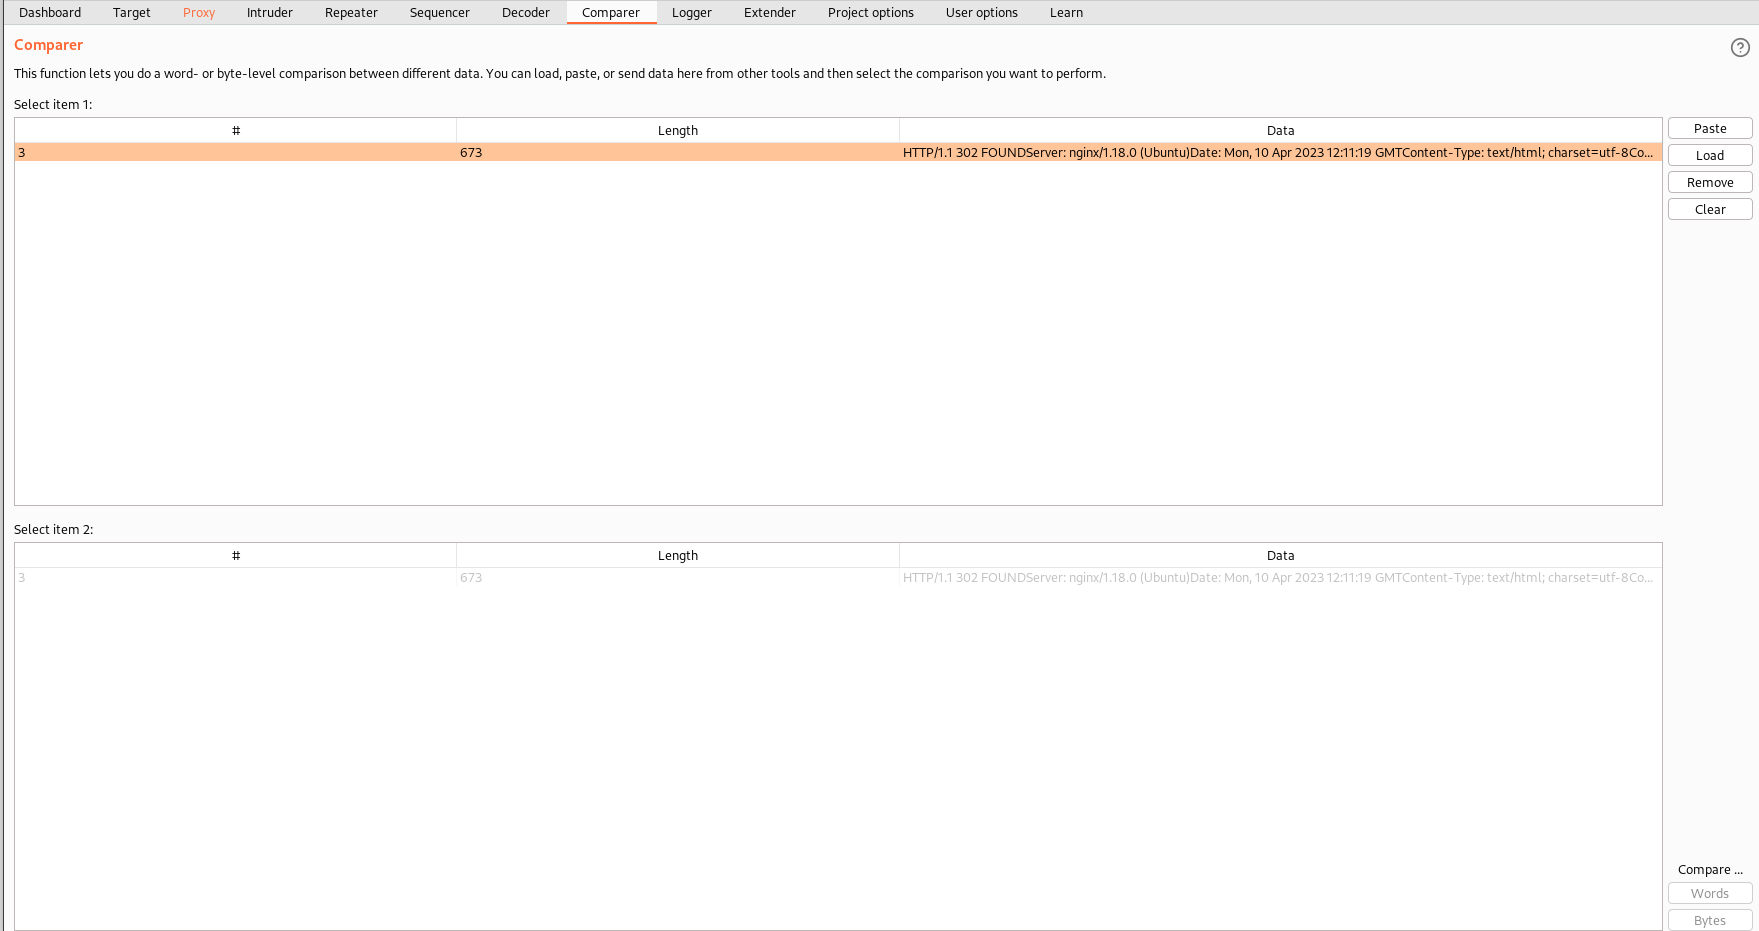 Dashboard Target Proxy Intruder Repeater Sequencer Decoder Comparer Logger Extender Project options User options Learn
Comparer
?
This function lets you do a word- or byte-level comparison between different data. You can load, paste, or send data here from other tools and then select the comparison you want to perform.
Select item 1:
# Length Data
Paste
3 673 HTTP/1.1 302 FOUNDServer: nginx/1.18.0 (Ubuntu)Date: Mon, 10 Apr 2023 12:11:19 GMTContent-Type: text/html; charset=utf-8Co...
Load
Remove
Clear
Select item 2:
# Length Data
3 673 HTTP/1.1 302 FOUNDServer: nginx/1.18.0 (Ubuntu)Date: Mon, 10 Apr 2023 12:11:19 GMTContent-Type: text/html; charset=utf-8Co...
Compare ...
Words
Bytes